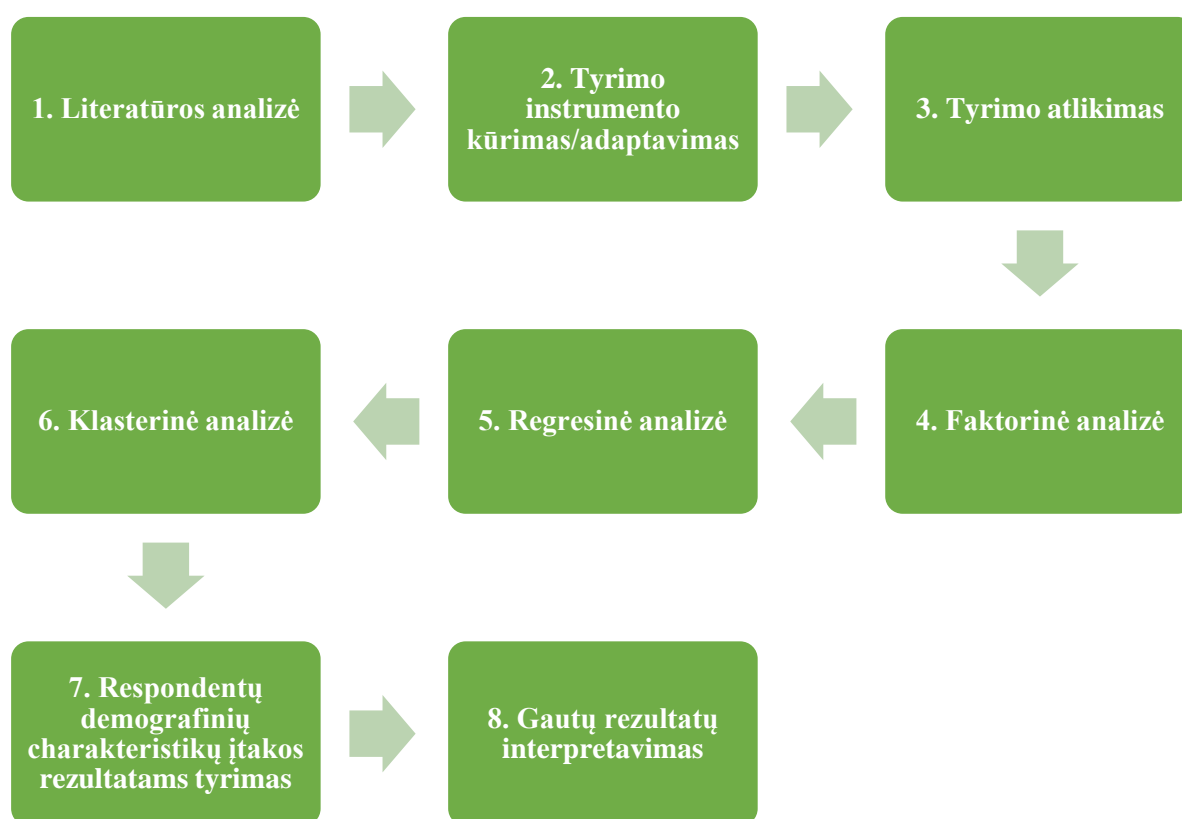 1. Literatūros analizė
2. Tyrimo
instrumento
kūrimas/adaptavimas
3. Tyrimo atlikimas
4. Faktorinė analizė
5. Regresinė analizė
6. Klasterinė analizė
7. Respondentų
demografinių
charakteristikų įtakos
rezultatams tyrimas
8. Gautų rezultatų
interpretavimas